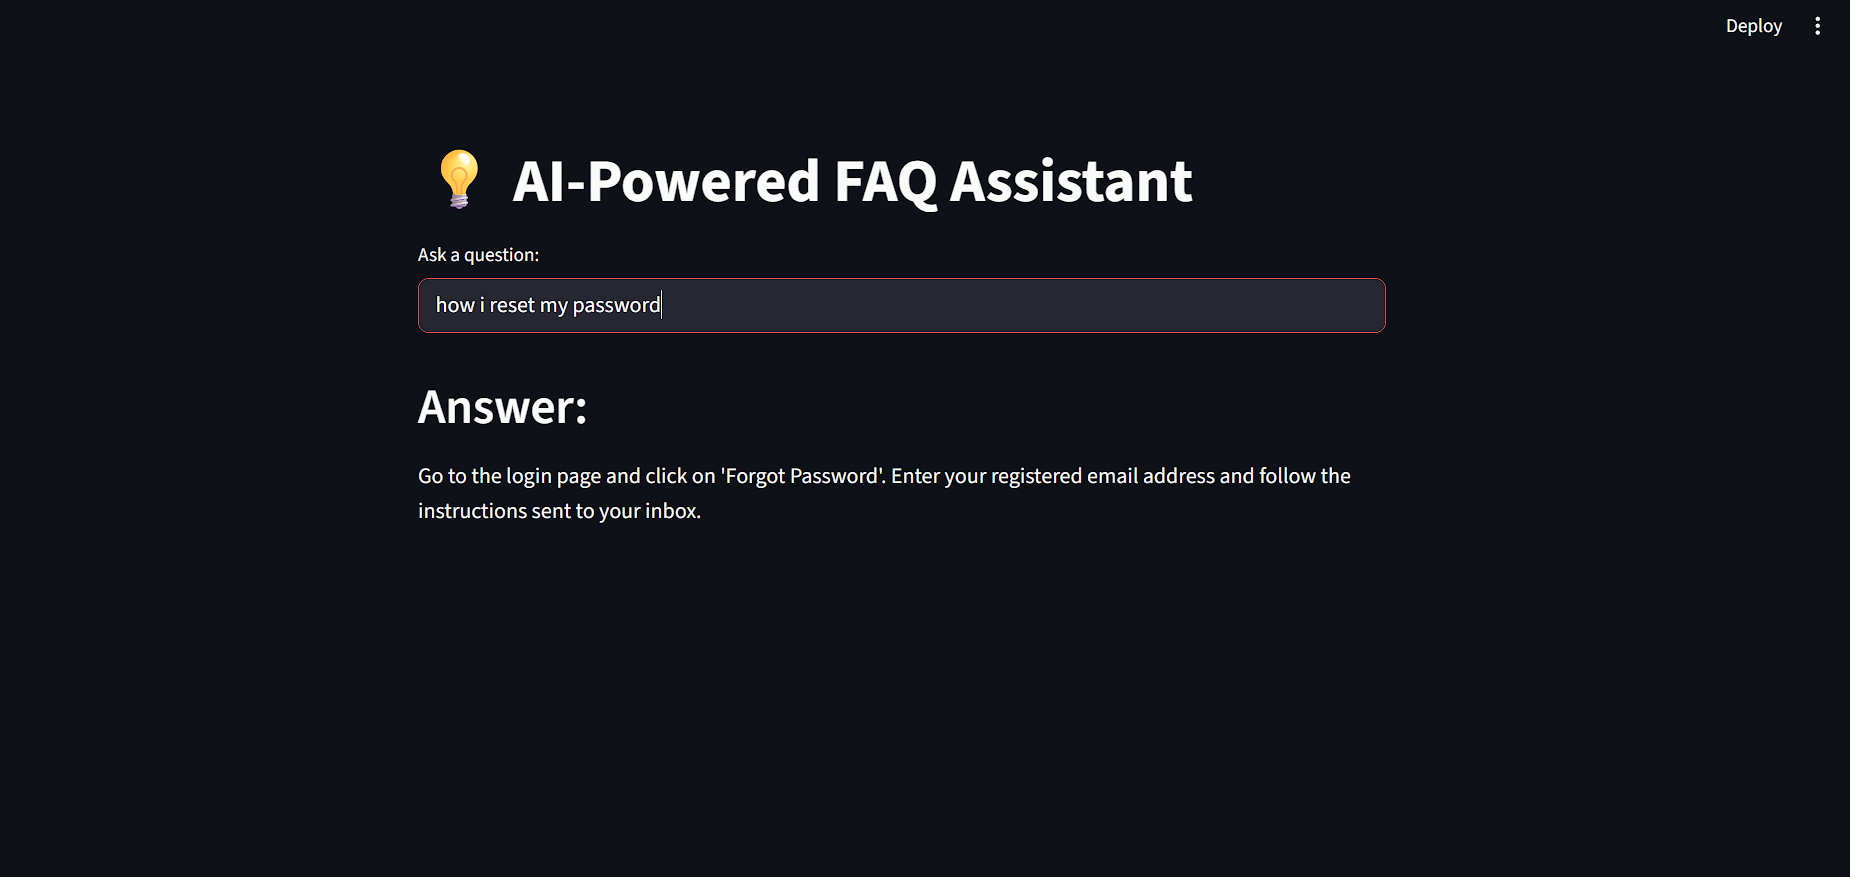 Deploy
AI-Powered FAQ Assistant
Ask a question:
how i reset my password
Answer:
Go to the login page and click on 'Forgot Password'. Enter your registered email address and follow the
instructions sent to your inbox.